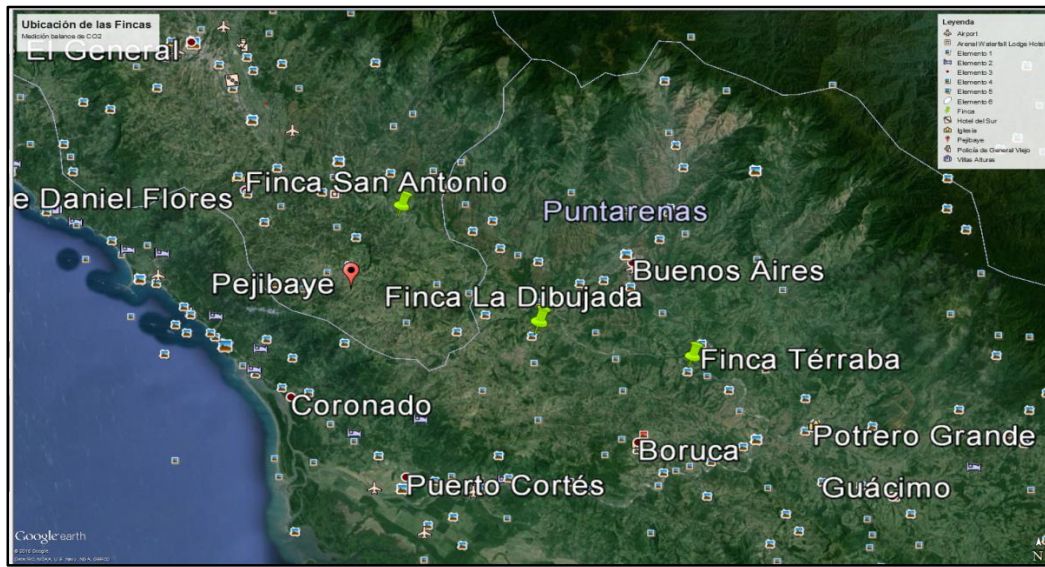 Ubicación de las Fincas
Medición balance de CO2
El General
Leyenda
Airport
Arenal Waterfall Lodge Hotel
Elemento 1
Elemento 2
Elemento 3
Elemento 4
Elemento 5
Elemento 6
Finca
Hotel del Sur
Iglesia
Pejibaye
Policía de General Viejo
Villas Alturas
Finca San Antonio
e Daniel Flores
Puntarenas
Buenos Aires
Pejibaye
Finca La Dibujada
Finca Térraba
Coronado
Potrero Grande
Boruca
Puerto Cortés
Guácimo
Google earth
N